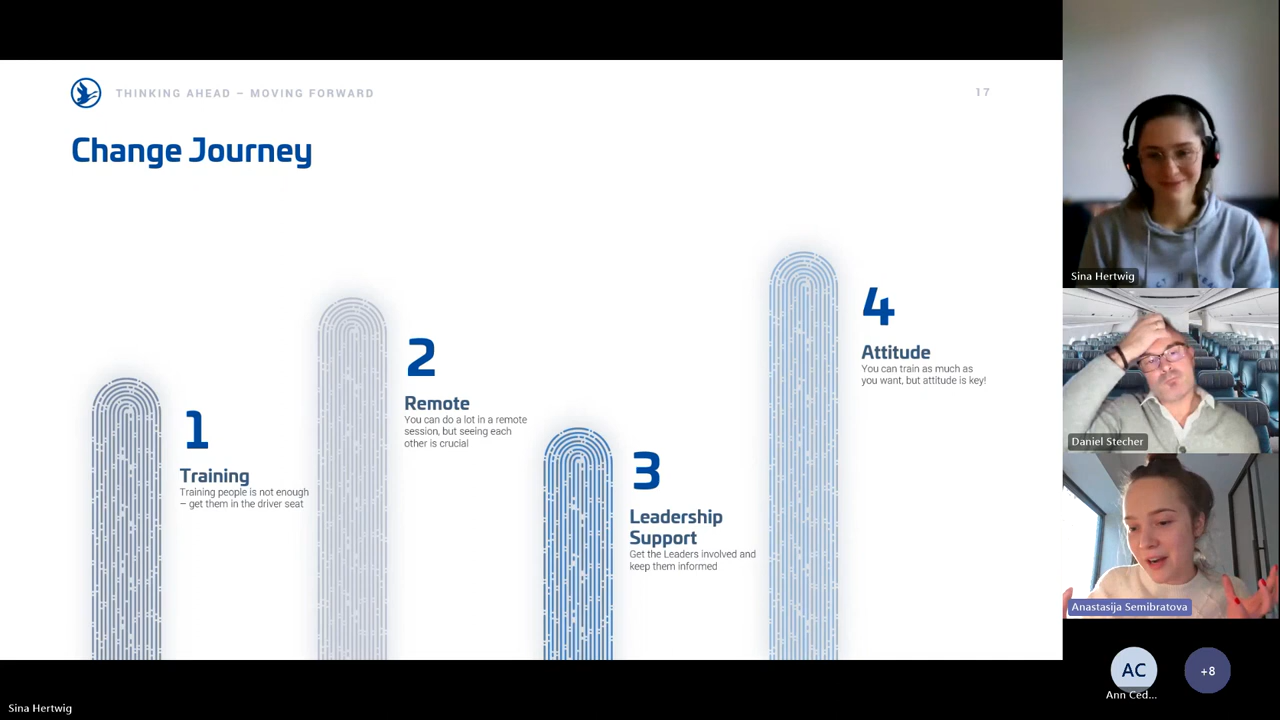 THINKING AHEAD – MOVING FORWARD
17
Change Journey
1
Training
Training people is not enough
– get them in the driver seat
2
Remote
You can do a lot in a remote
session, but seeing each
other is crucial
3
Leadership
Support
Get the Leaders involved and
keep them informed
4
Attitude
You can train as much as
you want, but attitude is key!
Sina Hertwig
Daniel Stecher
Anastasija Semibratova
AC
Ann Ced...
+8
Sina Hertwig